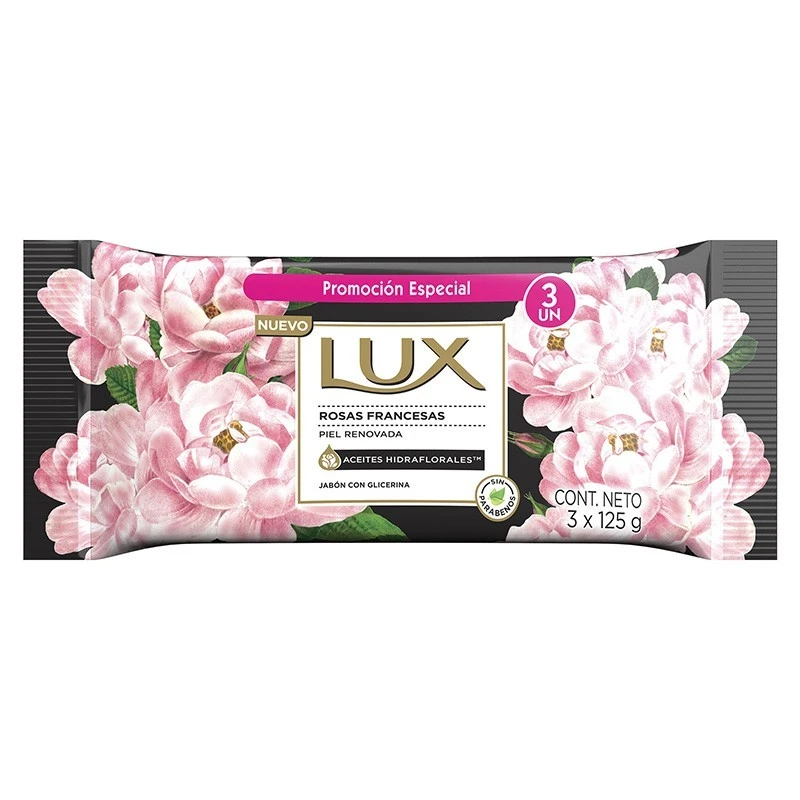 Promoción Especial
3
UN
NUEVO
LUX
ROSAS FRANCESAS
PIEL RENOVADA
ACEITES HIDRAFLORALES™
JABÓN CON GLICERINA
SIN
PARABENOS
CONT. NETO
3 x 125 g